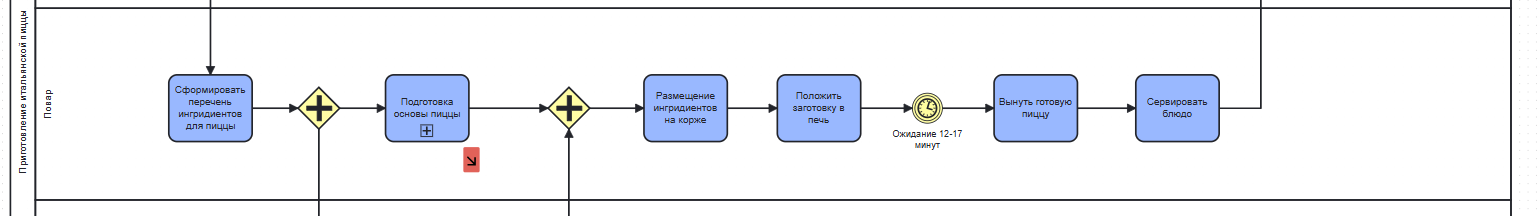 Приготовление итальянской пиццы
Повар
Сформировать
перечень
ингридиентов
для пиццы
Подготовка
основы пиццы
Размещение
ингридиентов
на корже
Положить
заготовку в
печь
Ожидание 12-17
минут
Вынуть готовую
пиццу
Сервировать
блюдо